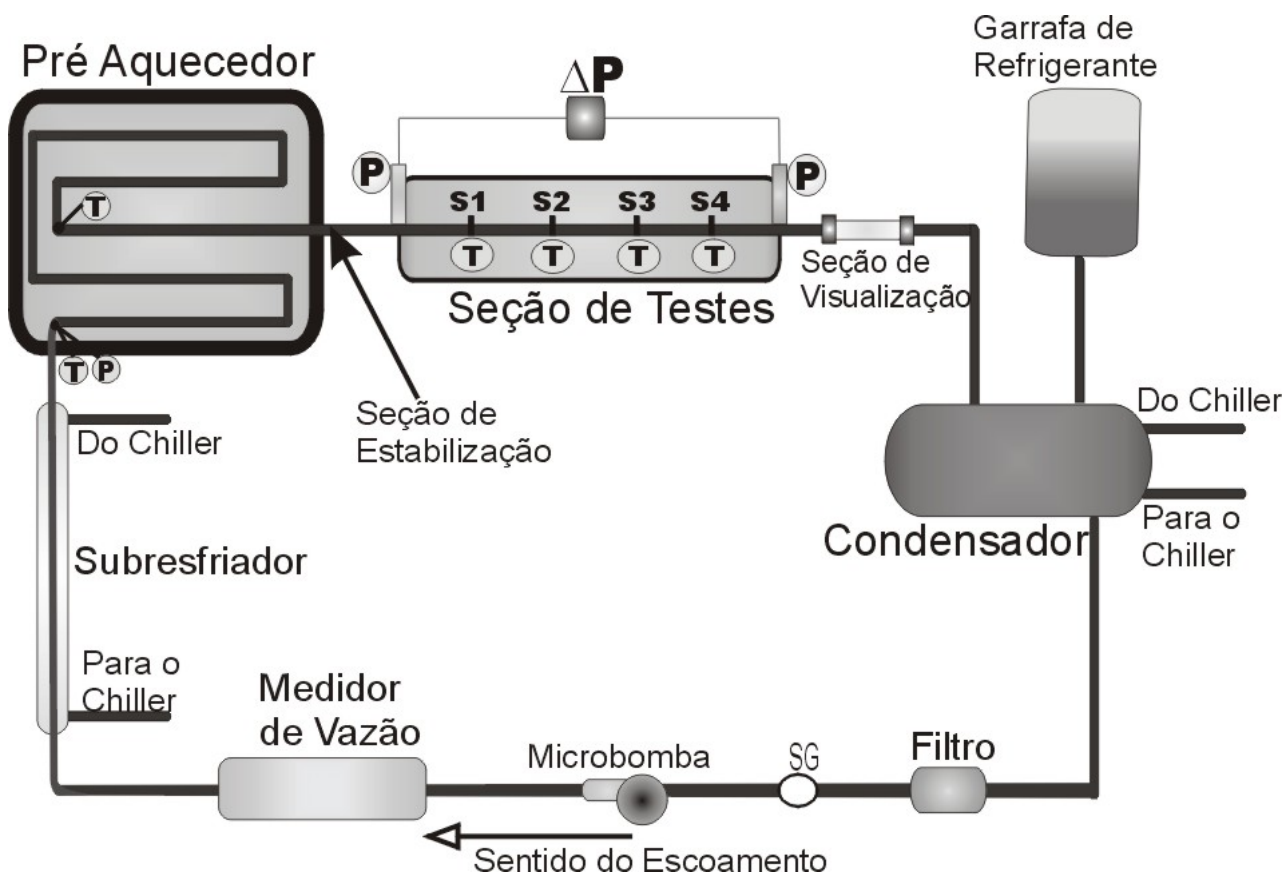 Garrafa de
Refrigerante
Pré Aquecedor
ΔP
P
P
S1
S2
S3
S4
T
T
T
T
T
Seção de
Visualização
Seção de Testes
T
P
Seção de
Estabilização
Do Chiller
Do Chiller
Condensador
Para o
Chiller
Subresfriador
Para o
Chiller
Medidor
de Vazão
Microbomba
SG
Filtro
Sentido do Escoamento